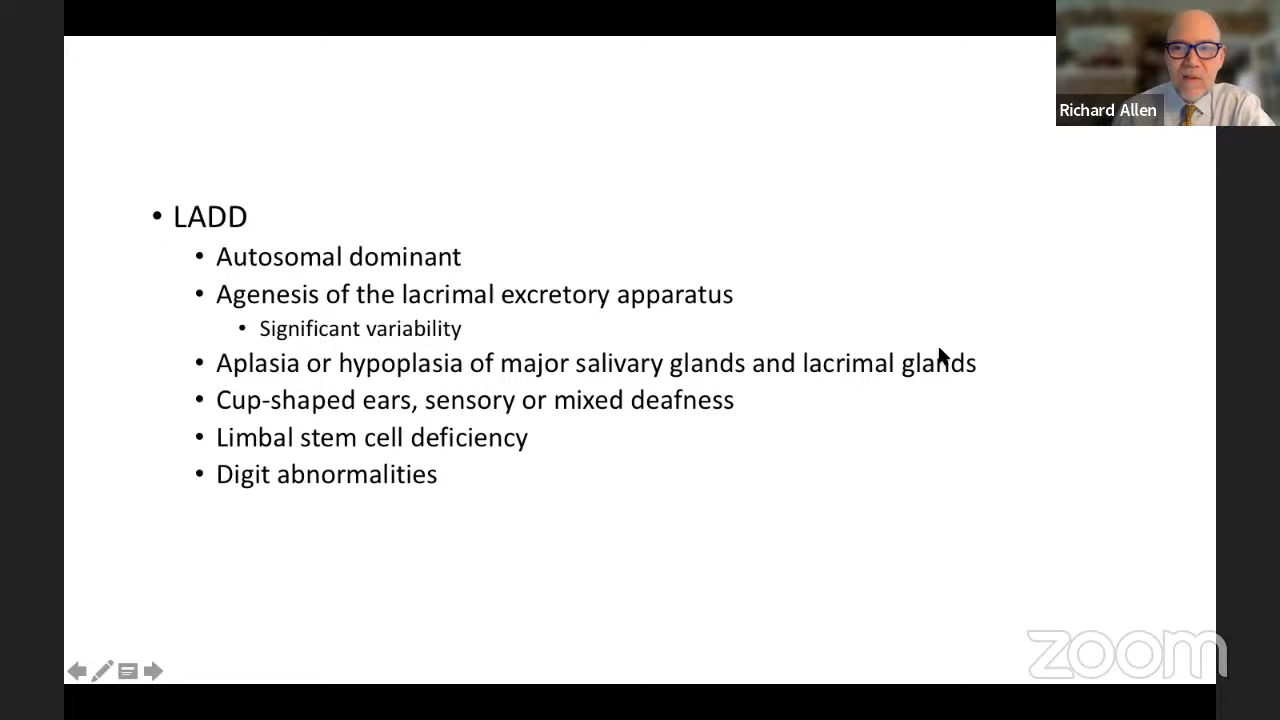 Richard Allen
• LADD
• Autosomal dominant
• Agenesis of the lacrimal excretory apparatus
• Significant variability
• Aplasia or hypoplasia of major salivary glands and lacrimal glands
• Cup-shaped ears, sensory or mixed deafness
• Limbal stem cell deficiency
• Digit abnormalities
zoom